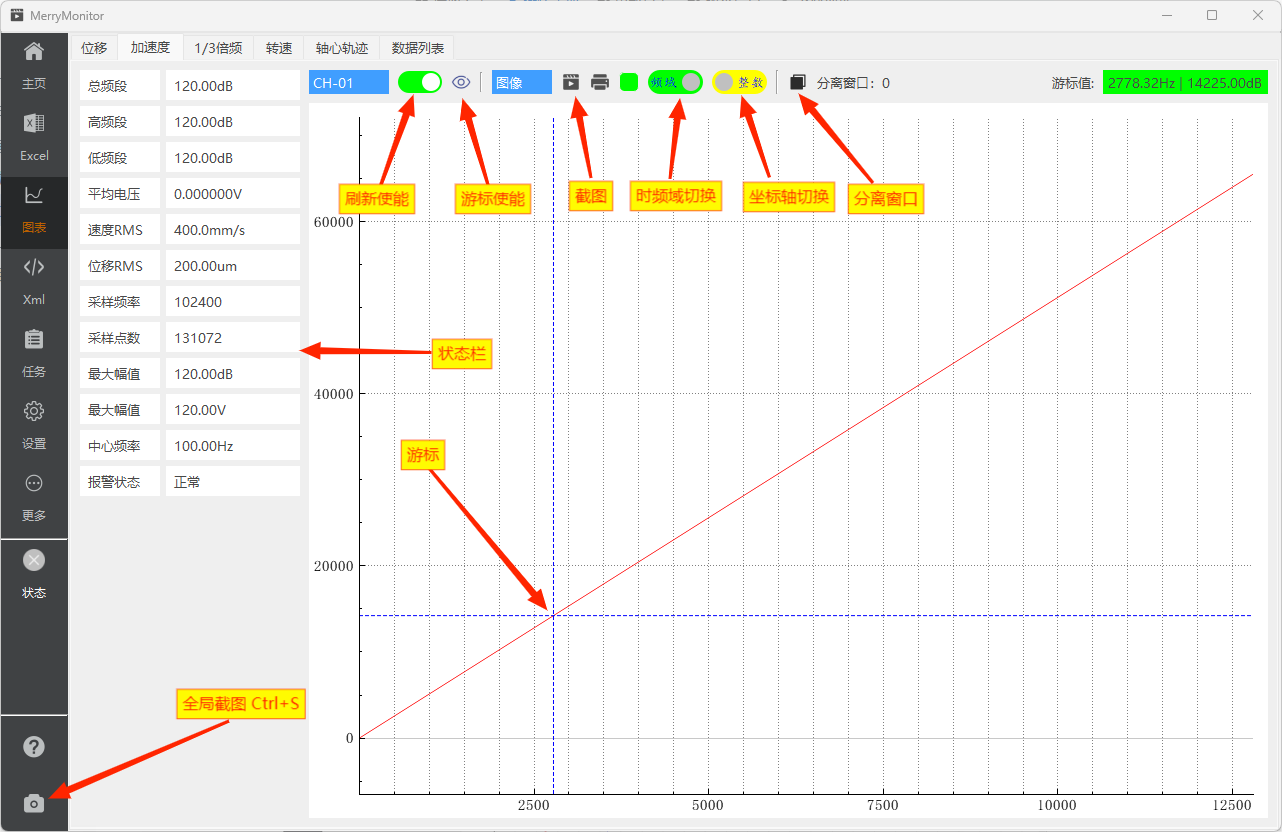 MerryMonitor
主页
Excel
图表
Xml
任务
设置
更多
状态
位移 加速度 1/3倍频 转速 轴心轨迹 数据列表
总频段 120.00dB
高频段 120.00dB
低频段 120.00dB
平均电压 0.000000V
速度RMS 400.0mm/s
位移RMS 200.00um
采样频率 102400
采样点数 131072
最大幅值 120.00dB
最大幅值 120.00V
中心频率 100.00Hz
报警状态 正常
CH-01 图像 频域 整数 分离窗口: 0 游标值: 2778.32Hz | 14225.00dB
刷新使能 游标使能 截图 时频域切换 坐标轴切换 分离窗口
状态栏
游标
全局截图 Ctrl+S
60000
40000
20000
0
2500 5000 7500 10000 12500